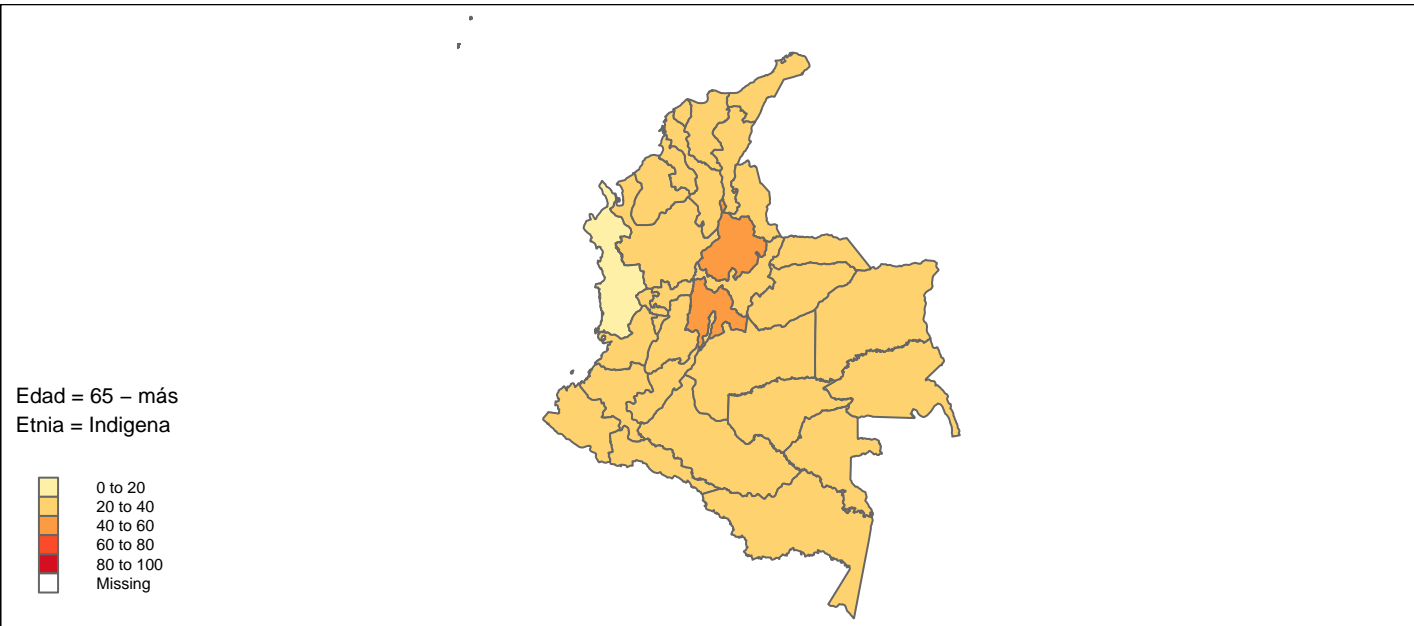 Edad = 65 – más
Etnia = Indigena
0 to 20
20 to 40
40 to 60
60 to 80
80 to 100
Missing